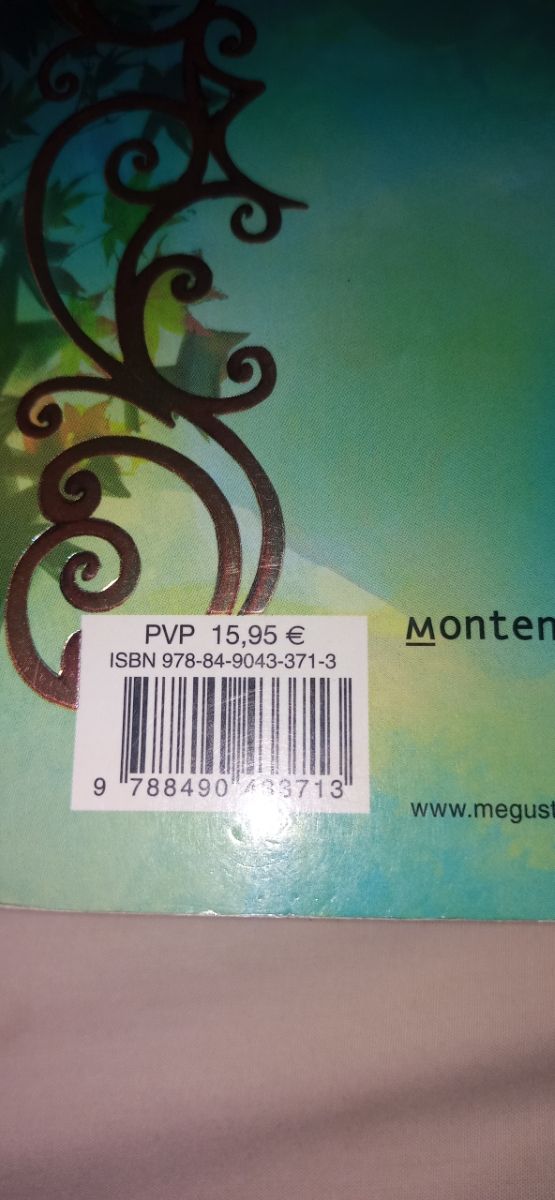 PVP 15,95 €
ISBN 978-84-9043-371-3
9 788490 433713
Monten
www.megust